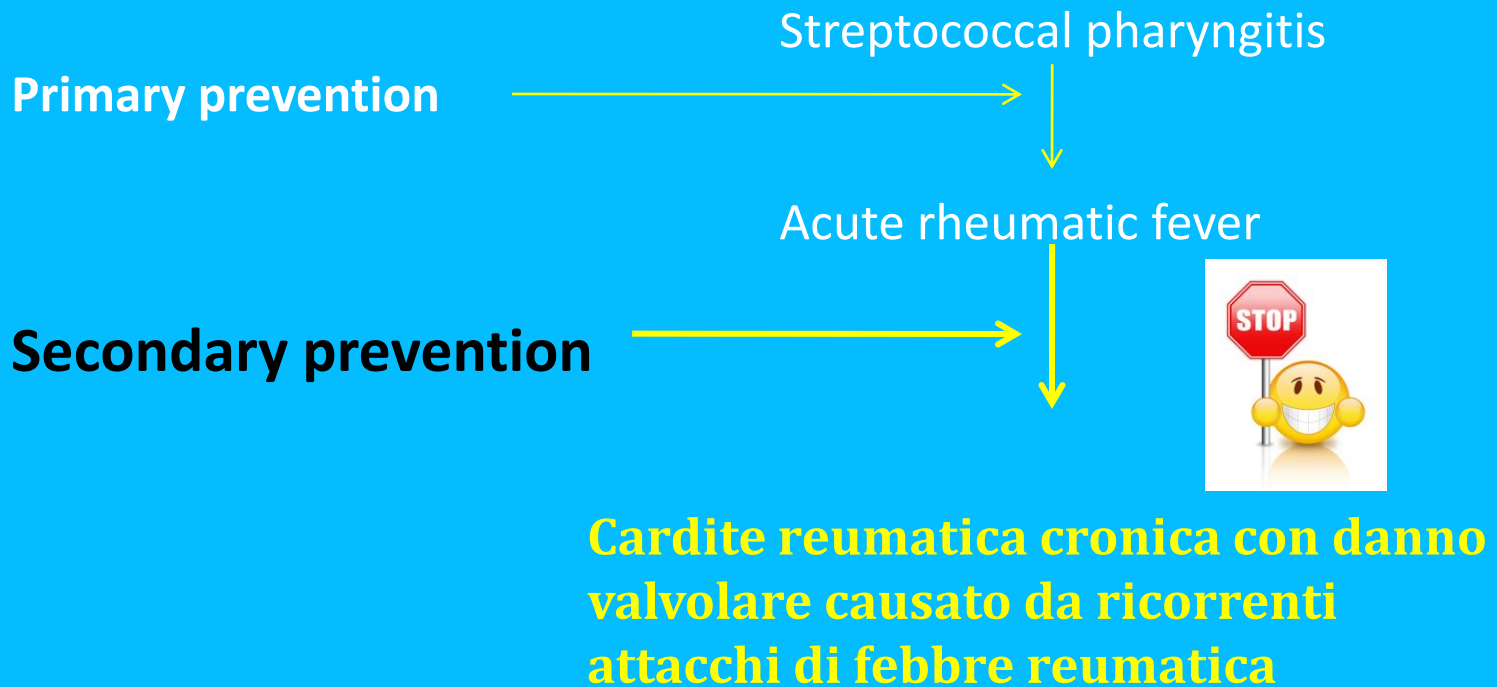 Streptococcal pharyngitis
Primary prevention
Acute rheumatic fever
STOP
Secondary prevention
Cardite reumatica cronica con danno
valvolare causato da ricorrenti
attacchi di febbre reumatica